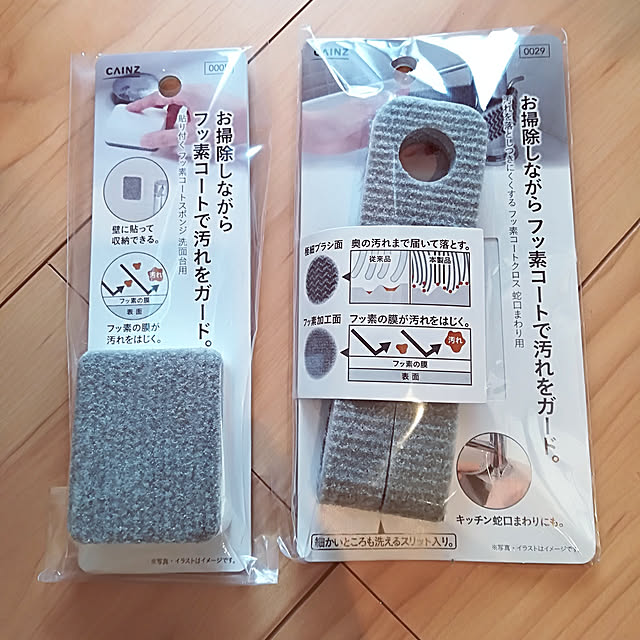 CAINZ
お掃除しながら
フッ素コートで汚れをガード。
貼り付くフッ素コートスポンジ 洗面台用
壁に貼って
収納できる。
汚れ
フッ素の膜
表面
フッ素の膜が
汚れをはじく。
※写真・イラストはイメージです。
CAINZ
0029
お掃除しながら フッ素コートで汚れをガード。
汚れを落としつきにくくする フッ素コートクロス 蛇口まわり用
極細ブラシ面
奥の汚れまで届いて落とす。
従来品
本製品
フッ素加工面
フッ素の膜が汚れをはじく。
汚れ
フッ素の膜
表面
キッチン蛇口まわりにも。
細かいところも洗えるスリット入り。
※写真・イラストはイメージです。